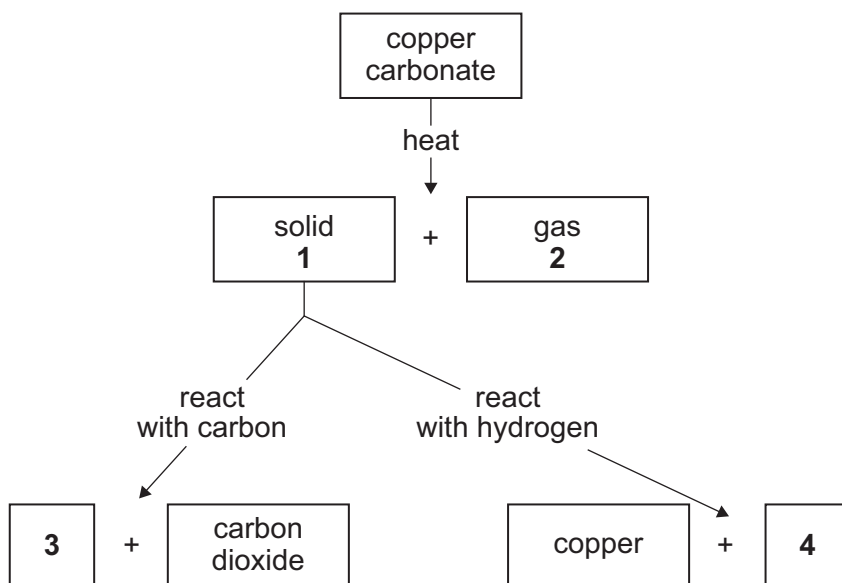 copper
carbonate
heat
solid
1
+
gas
2
react
with carbon
react
with hydrogen
3
+
carbon
dioxide
copper
+
4